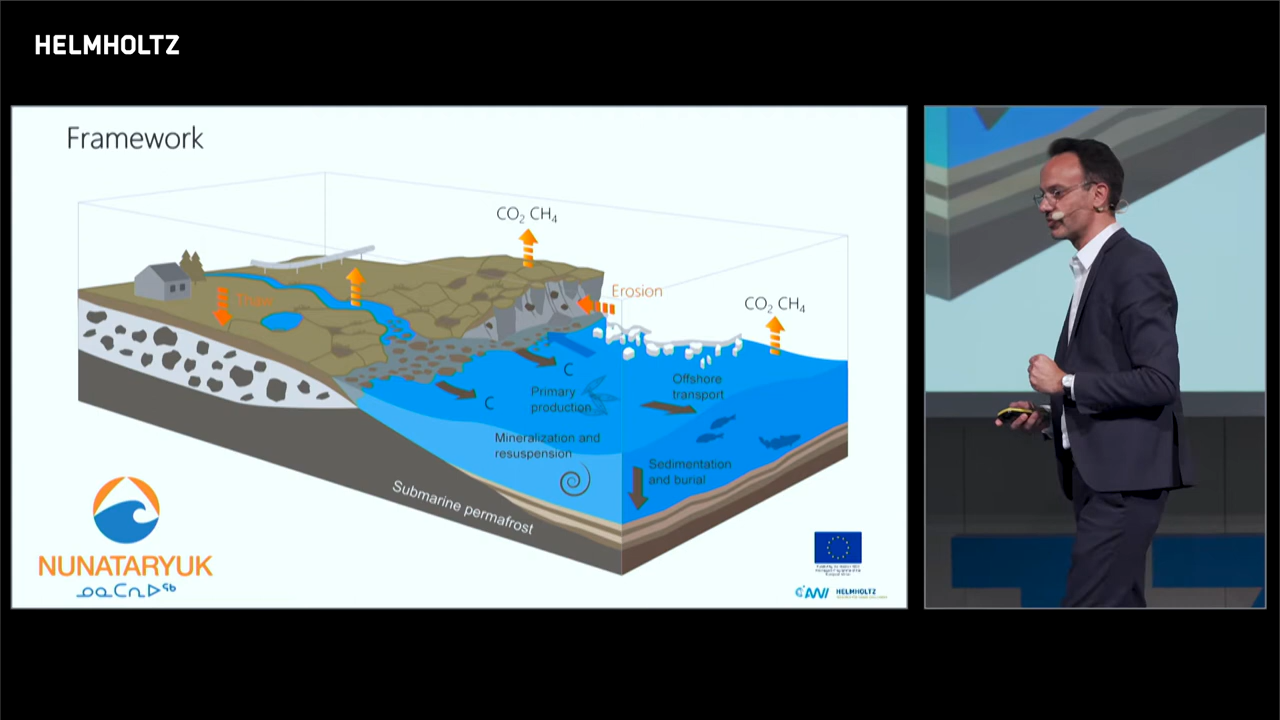 HELMHOLTZ
Framework
CO₂ CH₄
Thaw
Erosion
CO₂ CH₄
C
C
Primary
production
Offshore
transport
Mineralization and
resuspension
Sedimentation
and burial
Submarine permafrost
NUNATARYUK
ᓄᓇᑕᕆᐅᖅ
AWI
HELMHOLTZ